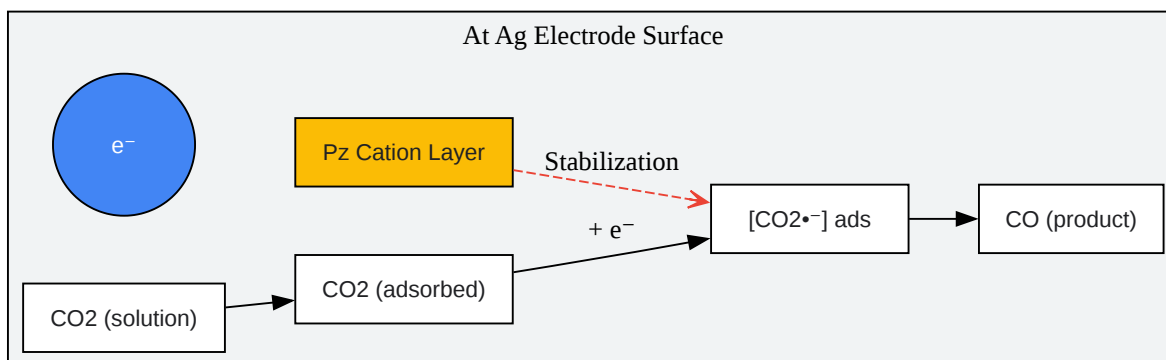 At Ag Electrode Surface
e⁻
Pz Cation Layer
Stabilization
+ e⁻
[CO2•⁻] ads
CO (product)
CO2 (adsorbed)
CO2 (solution)